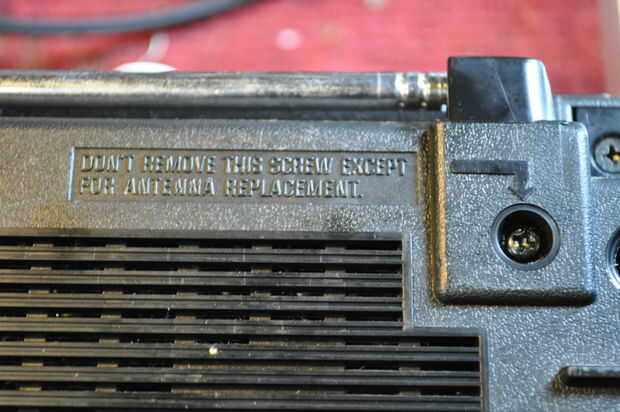 DON'T REMOVE THIS SCREW EXCEPT
FOR ANTENNA REPLACEMENT.